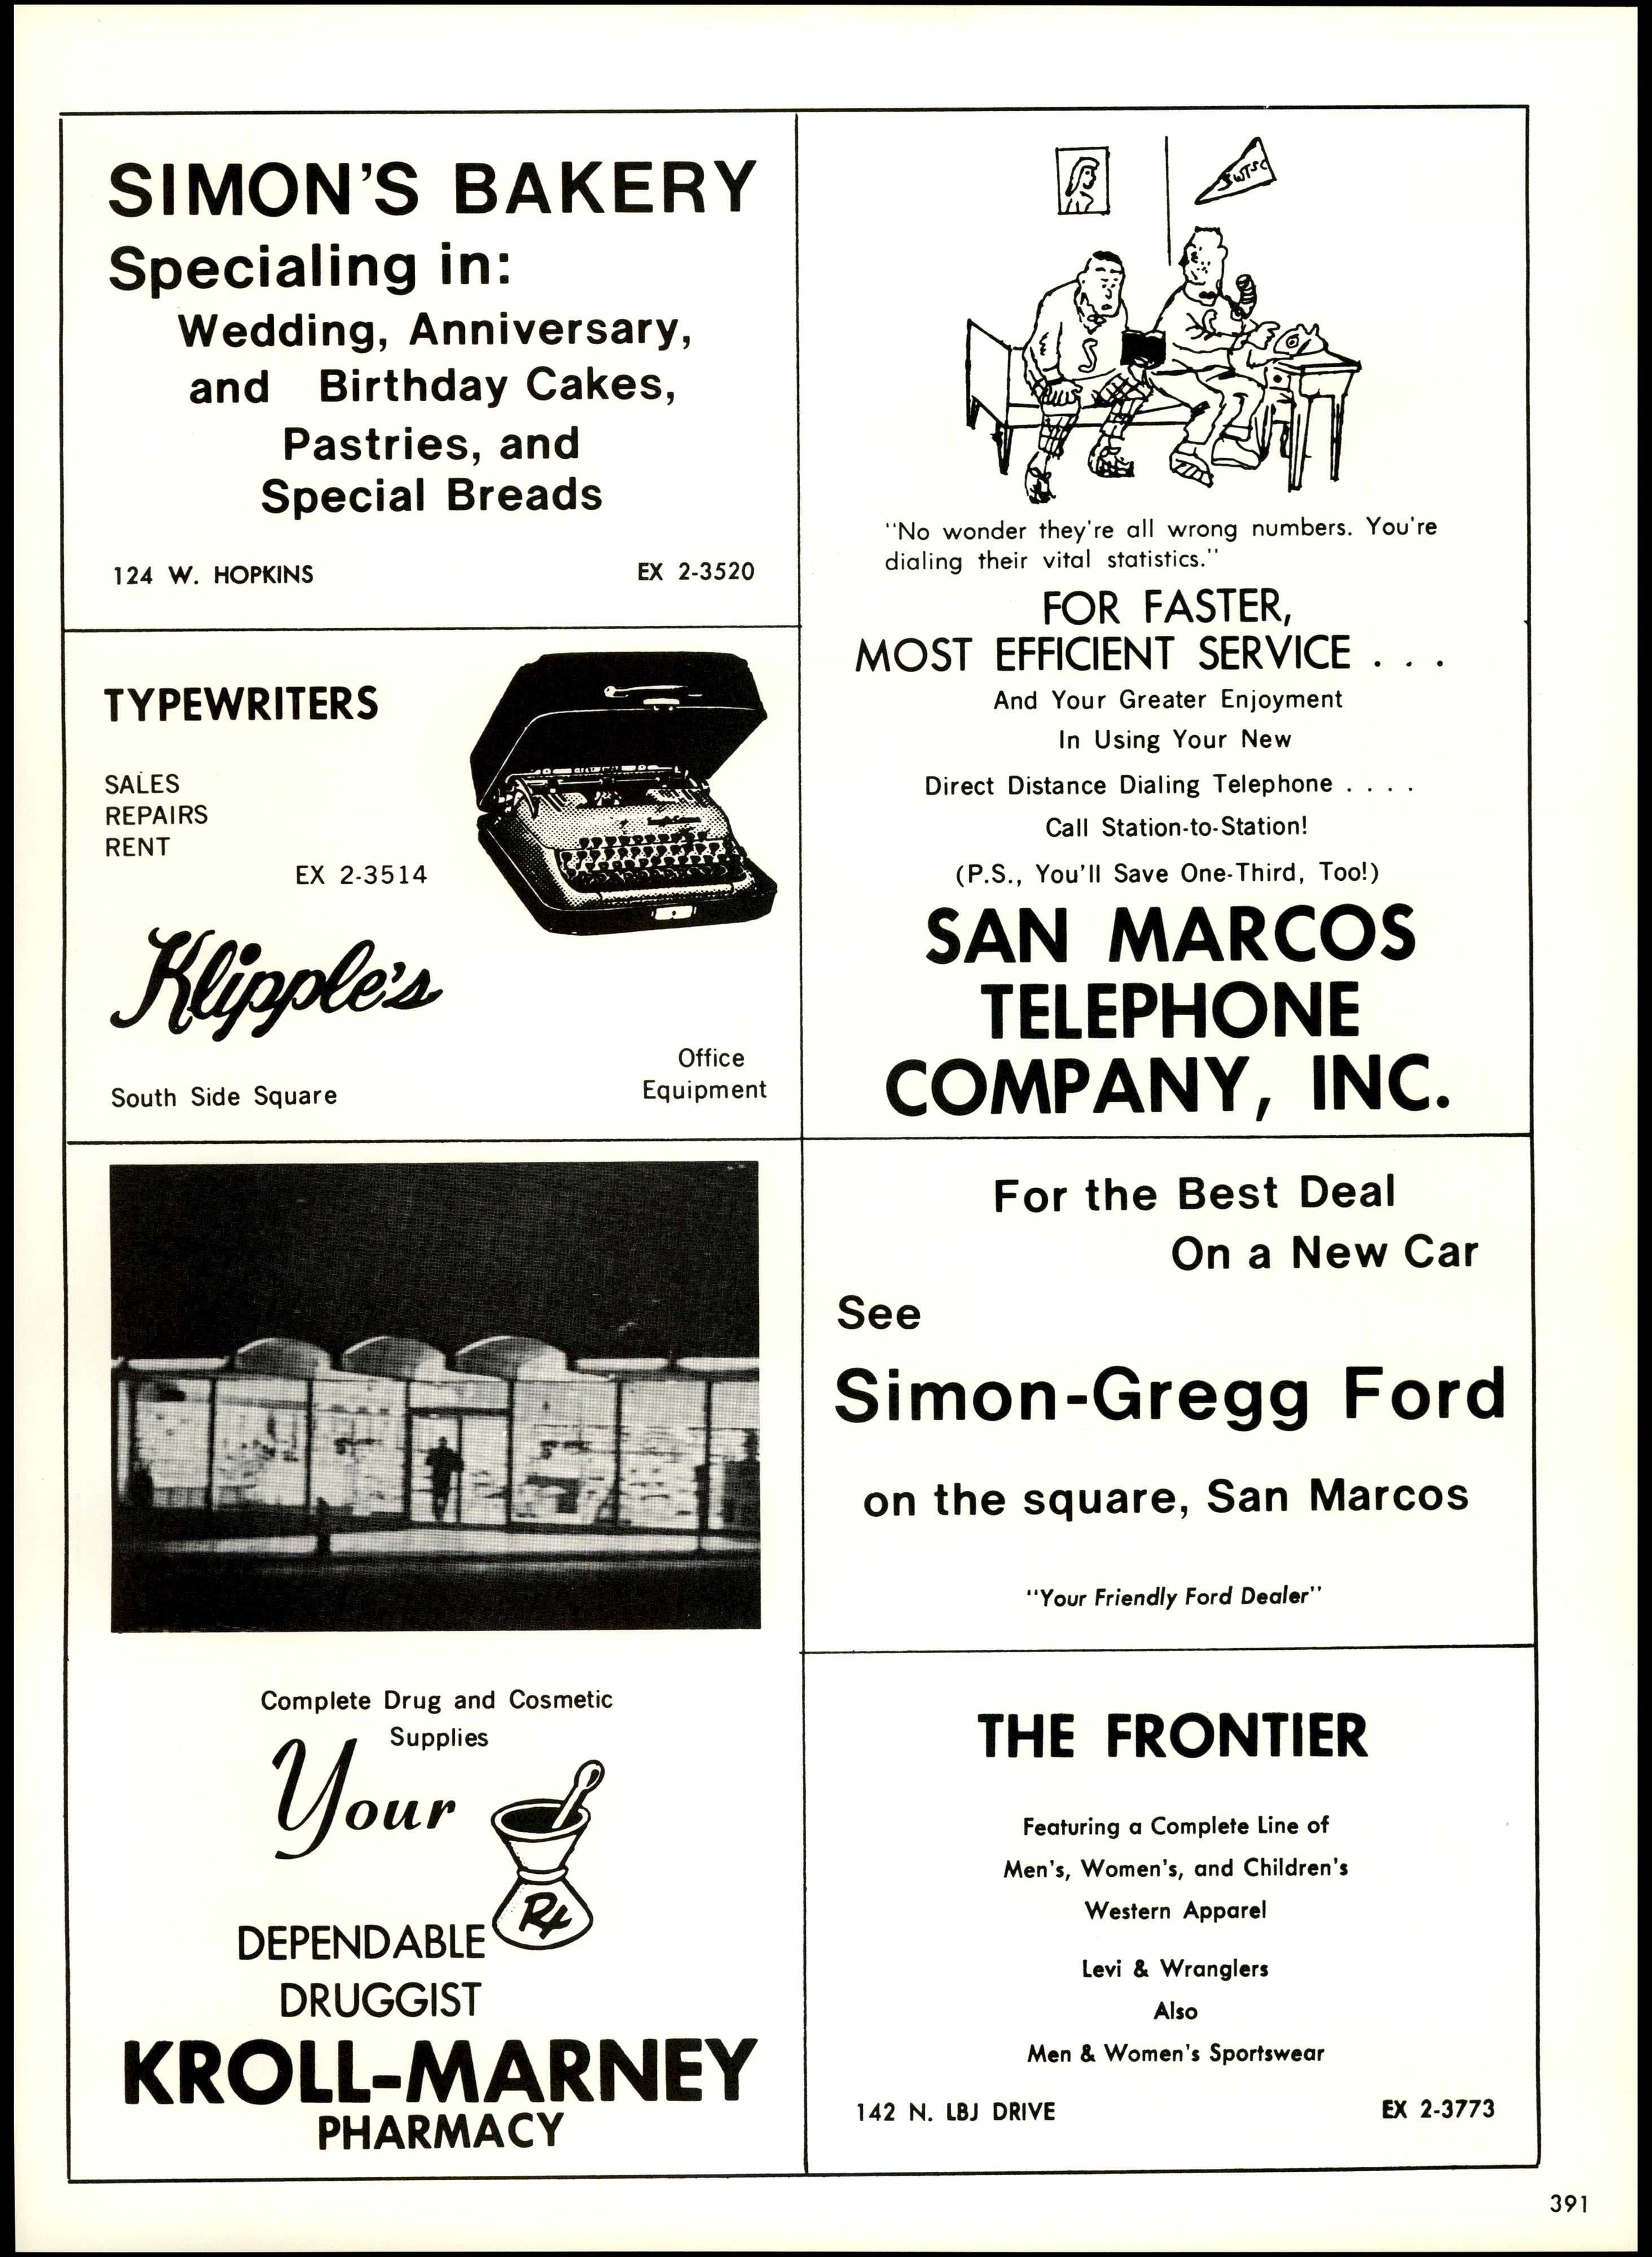 SIMON'S BAKERY
Specialing in:
Wedding, Anniversary,
and Birthday Cakes,
Pastries, and
Special Breads
124 W. HOPKINS EX 2-3520
TYPEWRITERS
SALES
REPAIRS
RENT
EX 2-3514
Klipple's
Office
Equipment
South Side Square
Complete Drug and Cosmetic
Supplies
Your
Rx
DEPENDABLE
DRUGGIST
KROLL-MARNEY
PHARMACY
SWTSC
S
"No wonder they're all wrong numbers. You're
dialing their vital statistics."
FOR FASTER,
MOST EFFICIENT SERVICE . . .
And Your Greater Enjoyment
In Using Your New
Direct Distance Dialing Telephone . . . .
Call Station-to-Station!
(P.S., You'll Save One-Third, Too!)
SAN MARCOS
TELEPHONE
COMPANY, INC.
For the Best Deal
On a New Car
See
Simon-Gregg Ford
on the square, San Marcos
"Your Friendly Ford Dealer"
THE FRONTIER
Featuring a Complete Line of
Men's, Women's, and Children's
Western Apparel
Levi & Wranglers
Also
Men & Women's Sportswear
142 N. LBJ DRIVE EX 2-3773
391